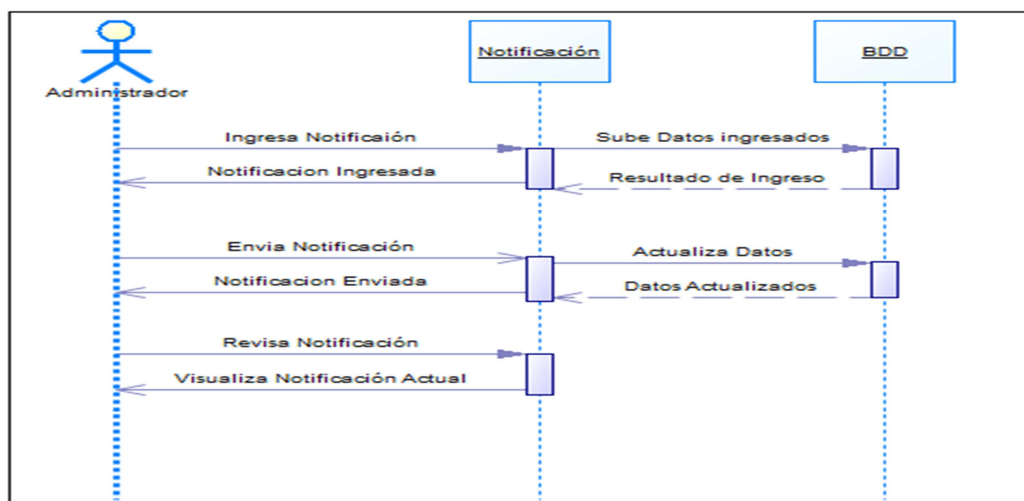 Notificación
BDD
Administrador
Ingresa Notificaión
Sube Datos ingresados
Notificacion Ingresada
Resultado de Ingreso
Envia Notificación
Actualiza Datos
Notificacion Enviada
Datos Actualizados
Revisa Notificación
Visualiza Notificación Actual